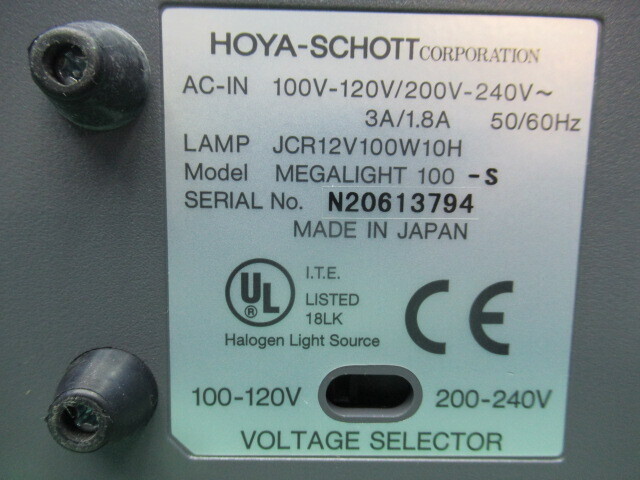 HOYA-SCHOTT CORPORATION
AC-IN 100V-120V/200V-240V~
3A/1.8A 50/60Hz
LAMP JCR12V100W10H
Model MEGALIGHT 100 -S
SERIAL No. N20613794
MADE IN JAPAN
UL ®
I.T.E.
LISTED
18LK
Halogen Light Source
CE
100-120V 200-240V
VOLTAGE SELECTOR